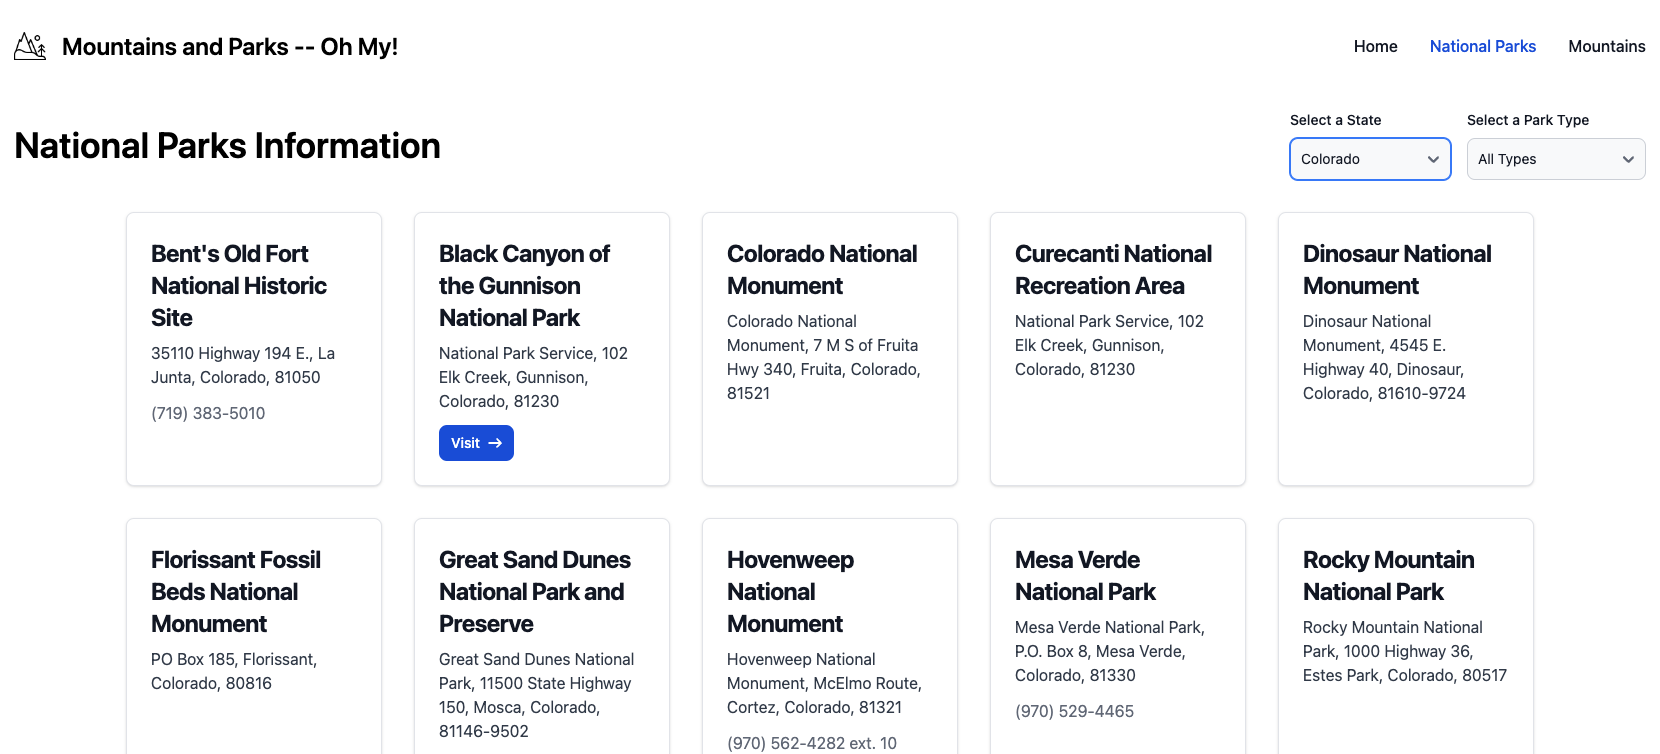 Mountains and Parks -- Oh My!
Home
National Parks
Mountains
National Parks Information
Select a State
Colorado
Select a Park Type
All Types
Bent's Old Fort
National Historic
Site
35110 Highway 194 E., La
Junta, Colorado, 81050
(719) 383-5010
Black Canyon of
the Gunnison
National Park
National Park Service, 102
Elk Creek, Gunnison,
Colorado, 81230
Visit →
Colorado National
Monument
Colorado National
Monument, 7 M S of Fruita
Hwy 340, Fruita, Colorado,
81521
Curecanti National
Recreation Area
National Park Service, 102
Elk Creek, Gunnison,
Colorado, 81230
Dinosaur National
Monument
Dinosaur National
Monument, 4545 E.
Highway 40, Dinosaur,
Colorado, 81610-9724
Florissant Fossil
Beds National
Monument
PO Box 185, Florissant,
Colorado, 80816
Great Sand Dunes
National Park and
Preserve
Great Sand Dunes National
Park, 11500 State Highway
150, Mosca, Colorado,
81146-9502
Hovenweep
National
Monument
Hovenweep National
Monument, McElmo Route,
Cortez, Colorado, 81321
(970) 562-4282 ext. 10
Mesa Verde
National Park
Mesa Verde National Park,
P.O. Box 8, Mesa Verde,
Colorado, 81330
(970) 529-4465
Rocky Mountain
National Park
Rocky Mountain National
Park, 1000 Highway 36,
Estes Park, Colorado, 80517